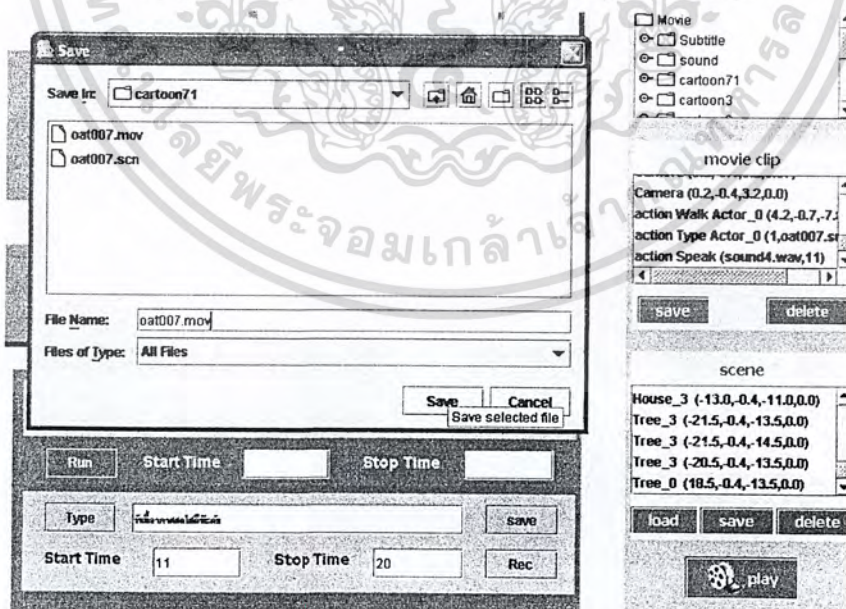 Save
Save In: cartoon71
oat007.mov
oat007.scn
File Name: oat007.mov
Files of Type: All Files
Save Cancel
Save selected file
Run Start Time Stop Time
Type save
Start Time 11 Stop Time 20 Rec
Movie
Subtitle
sound
cartoon71
cartoon3
movie clip
Camera (0.2,-0.4,3.2,0.0)
action Walk Actor_0 (4.2,-0.7,-7.
action Type Actor_0 (1,oat007.sr
action Speak (sound4.wav,11)
save delete
scene
House_3 (-13.0,-0.4,-11.0,0.0)
Tree_3 (-21.5,-0.4,-13.5,0.0)
Tree_3 (-21.5,-0.4,-14.5,0.0)
Tree_3 (-20.5,-0.4,-13.5,0.0)
Tree_0 (18.5,-0.4,-13.5,0.0)
load save delete
play